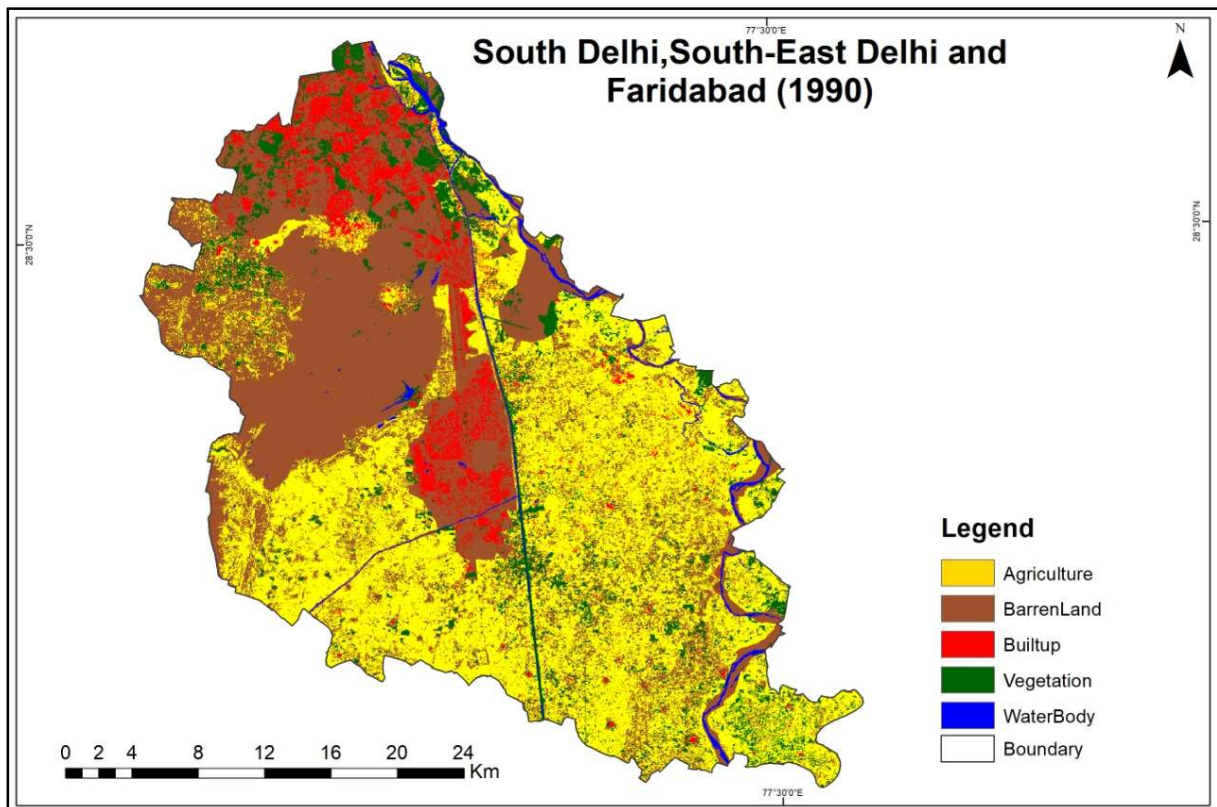 77°30'0"E
South Delhi,South-East Delhi and
Faridabad (1990)
N
28°30'0"N
28°30'0"N
Legend
Agriculture
BarrenLand
Builtup
Vegetation
WaterBody
Boundary
0 2 4 8 12 16 20 24
Km
77°30'0"E